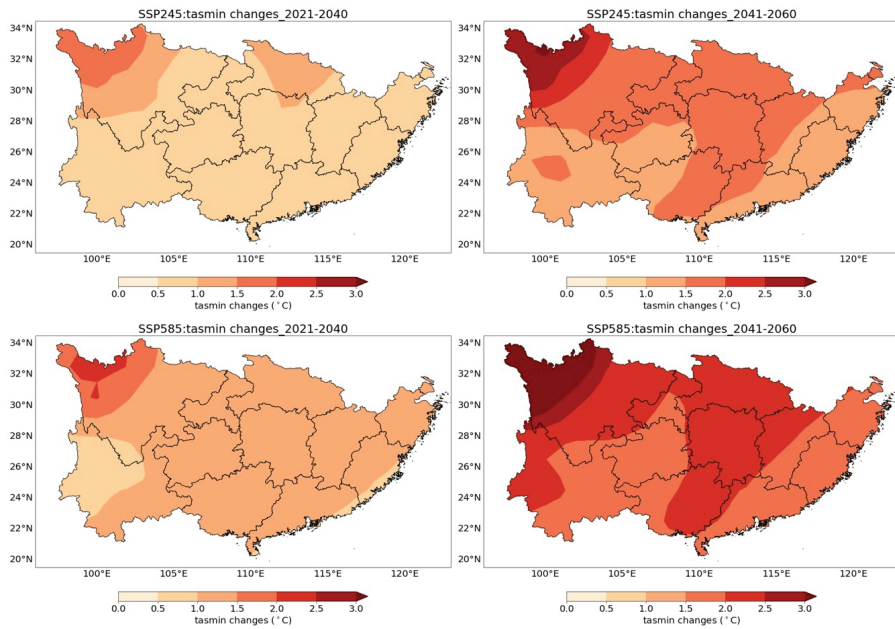 SSP245:tasmin changes_2021-2040
34°N
32°N
30°N
28°N
26°N
24°N
22°N
20°N
100°E 105°E 110°E 115°E 120°E
0.0 0.5 1.0 1.5 2.0 2.5 3.0
tasmin changes (°C)
SSP245:tasmin changes_2041-2060
34°N
32°N
30°N
28°N
26°N
24°N
22°N
20°N
100°E 105°E 110°E 115°E 120°E
0.0 0.5 1.0 1.5 2.0 2.5 3.0
tasmin changes (°C)
SSP585:tasmin changes_2021-2040
34°N
32°N
30°N
28°N
26°N
24°N
22°N
20°N
100°E 105°E 110°E 115°E 120°E
0.0 0.5 1.0 1.5 2.0 2.5 3.0
tasmin changes (°C)
SSP585:tasmin changes_2041-2060
34°N
32°N
30°N
28°N
26°N
24°N
22°N
20°N
100°E 105°E 110°E 115°E 120°E
0.0 0.5 1.0 1.5 2.0 2.5 3.0
tasmin changes (°C)